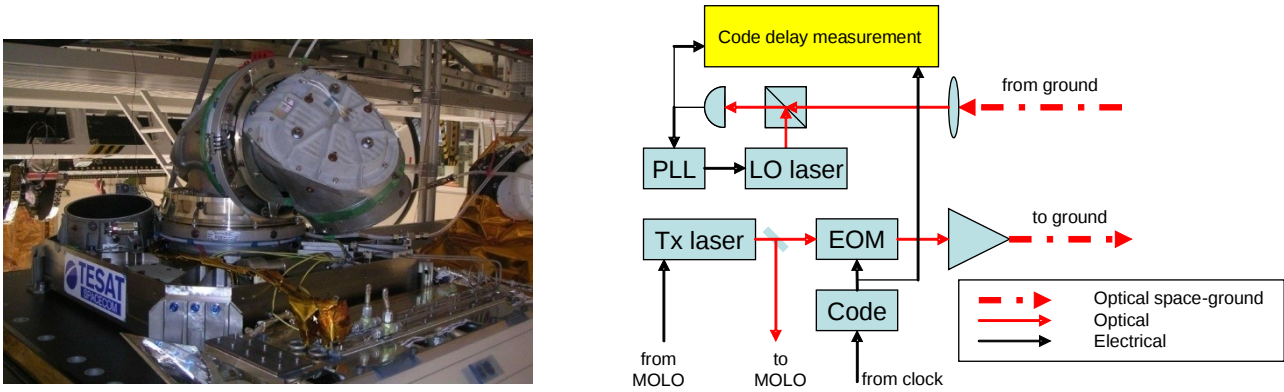 TESAT
SPACECOM
Code delay measurement
from ground
PLL
LO laser
to ground
Tx laser
EOM
Code
from
MOLO
to
MOLO
from clock
Optical space-ground
Optical
Electrical